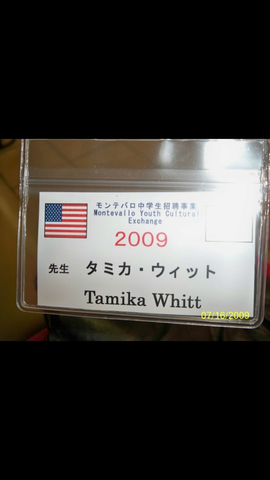 モンテバロ中学生招聘事業
Montevallo Youth Cultural
Exchange
2009
先生 タミカ・ウィット
Tamika Whitt
07/16/2009